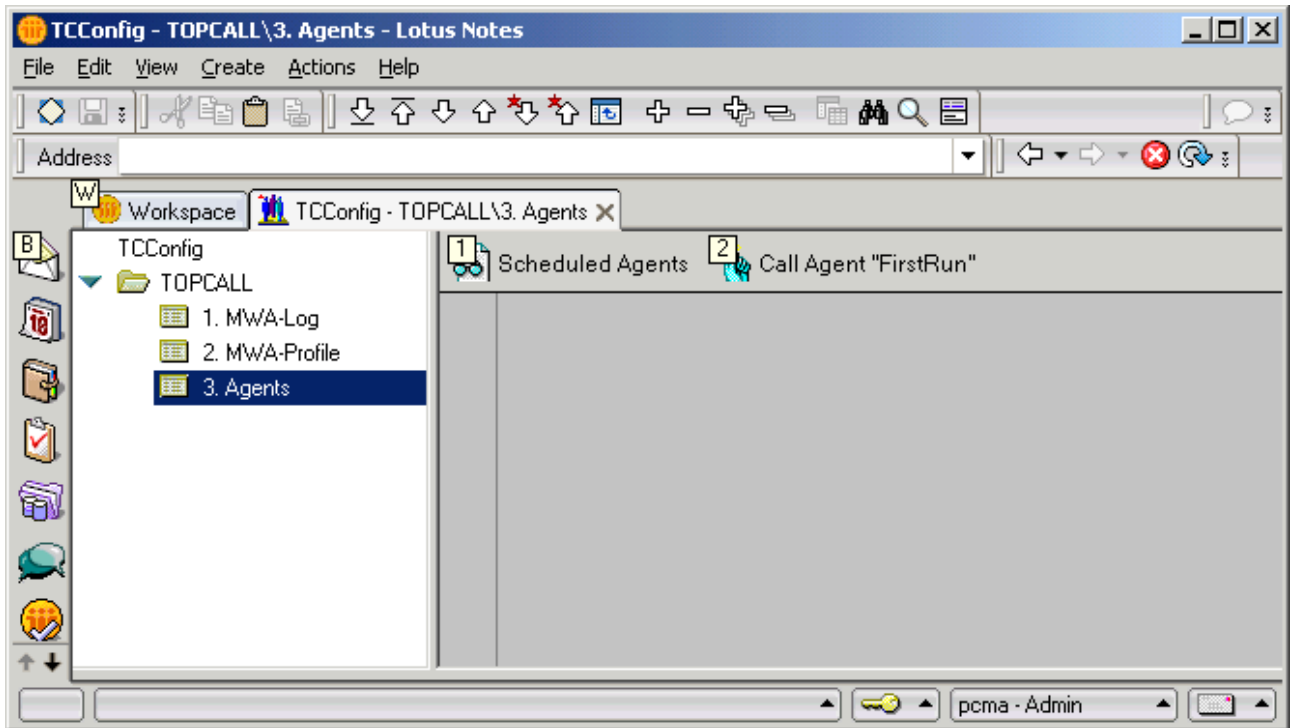 TCConfig - TOPCALL\3. Agents - Lotus Notes
File Edit View Create Actions Help
Address
W Workspace TCConfig - TOPCALL\3. Agents
B TCConfig 1 Scheduled Agents 2 Call Agent "FirstRun"
TOPCALL
10 1. MWA-Log
2. MWA-Profile
3. Agents
pcma - Admin